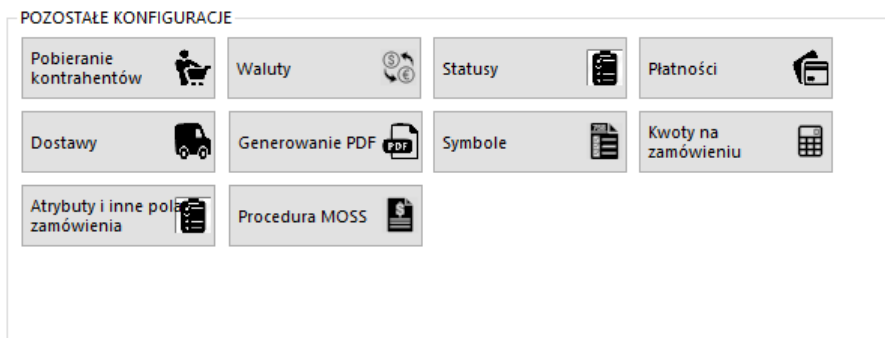 POZOSTAŁE KONFIGURACJE
Pobieranie
kontrahentów
Waluty
Statusy
Płatności
Dostawy
Generowanie PDF
PDF
Symbole
Kwoty na
zamówieniu
Atrybuty i inne pola
zamówienia
Procedura MOSS